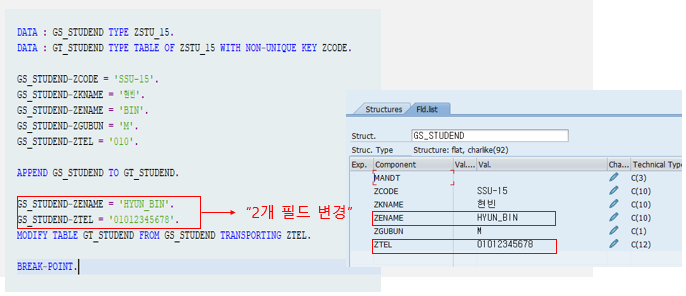 DATA : GS_STUDEND TYPE ZSTU_15.
DATA : GT_STUDEND TYPE TABLE OF ZSTU_15 WITH NON-UNIQUE KEY ZCODE.
GS_STUDEND-ZCODE = 'SSU-15'.
GS_STUDEND-ZKNAME = '현빈'.
GS_STUDEND-ZENAME = 'BIN'.
GS_STUDEND-ZGUBUN = 'M'.
GS_STUDEND-ZTEL = '010'.
APPEND GS_STUDEND TO GT_STUDEND.
GS_STUDEND-ZENAME = 'HYUN_BIN'.
GS_STUDEND-ZTEL = '01012345678'.
"2개 필드 변경"
MODIFY TABLE GT_STUDEND FROM GS_STUDEND TRANSPORTING ZTEL.
BREAK-POINT.
Structures Fld.list
Struct. GS_STUDEND
Struc. Type Structure: flat, charlike(92)
Exp. Component Val.... Val. Cha... Technical Type
MANDT C(3)
ZCODE SSU-15 C(10)
ZKNAME 현빈 C(10)
ZENAME HYUN_BIN C(10)
ZGUBUN M C(1)
ZTEL 01012345678 C(12)